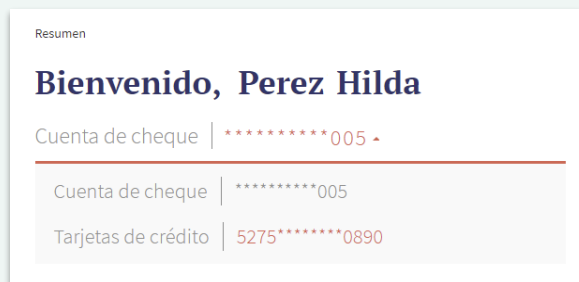 Resumen
Bienvenido, Perez Hilda
Cuenta de cheque | **********005
Cuenta de cheque | **********005
Tarjetas de crédito | 5275********0890